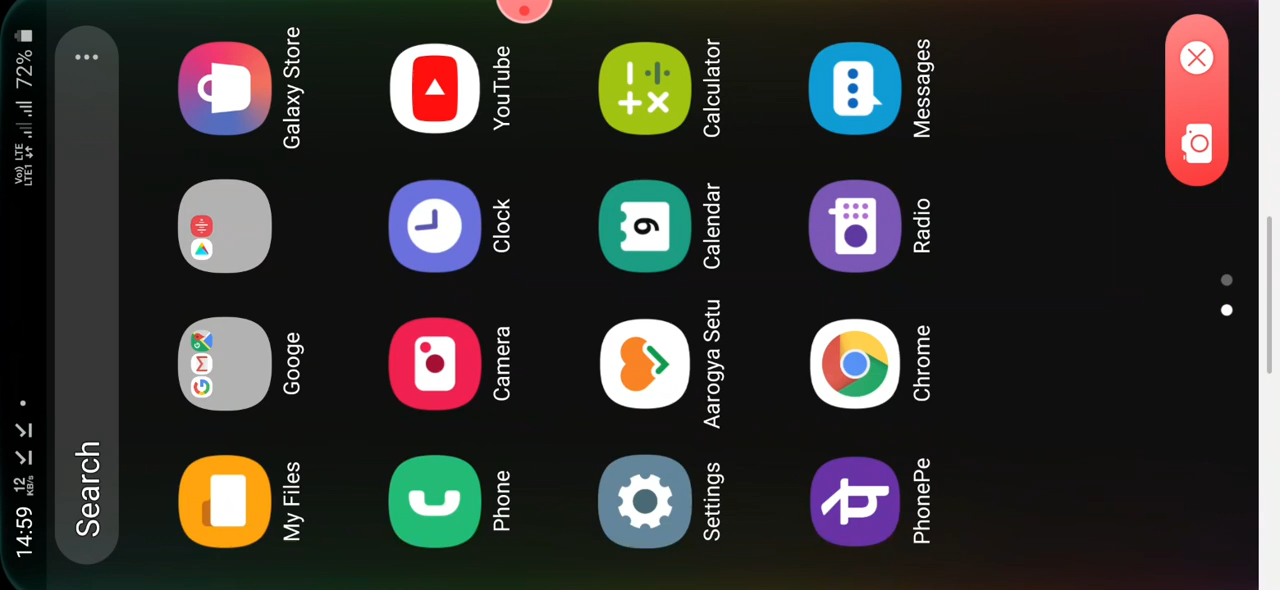 14:59 12 KB/s Vo)) LTE LTE1 72%
Search
My Files Googe Galaxy Store
Phone Camera Clock YouTube
Settings Aarogya Setu Calendar Calculator
9
PhonePe Chrome Radio Messages